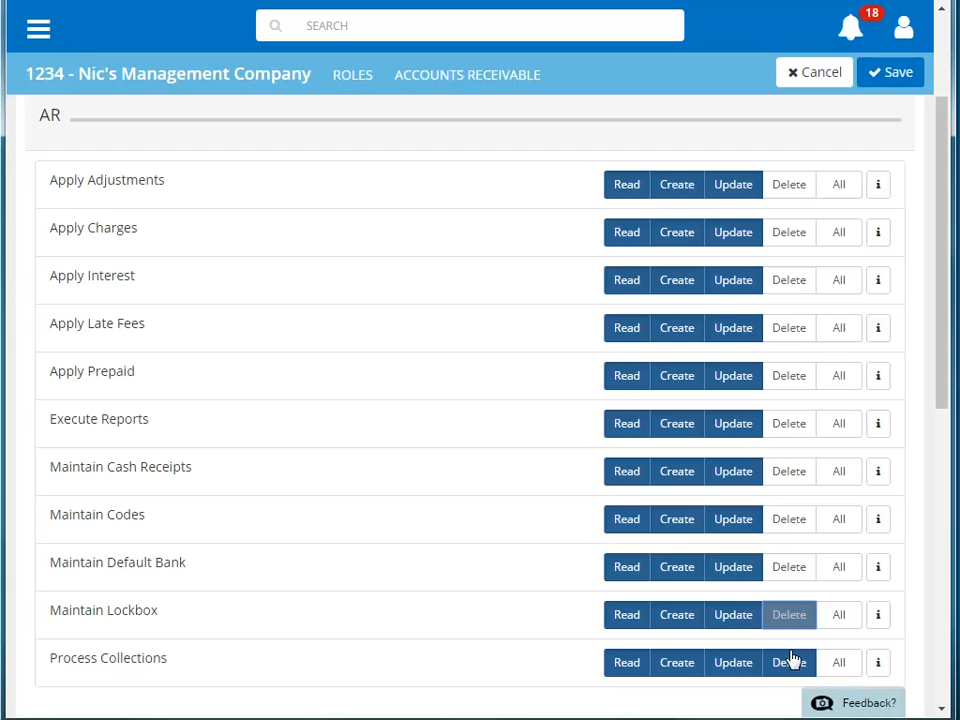 SEARCH
18
1234 - Nic's Management Company ROLES ACCOUNTS RECEIVABLE Cancel Save
AR
Apply Adjustments Read Create Update Delete All i
Apply Charges Read Create Update Delete All i
Apply Interest Read Create Update Delete All i
Apply Late Fees Read Create Update Delete All i
Apply Prepaid Read Create Update Delete All i
Execute Reports Read Create Update Delete All i
Maintain Cash Receipts Read Create Update Delete All i
Maintain Codes Read Create Update Delete All i
Maintain Default Bank Read Create Update Delete All i
Maintain Lockbox Read Create Update Delete All i
Process Collections Read Create Update Delete All i
Feedback?